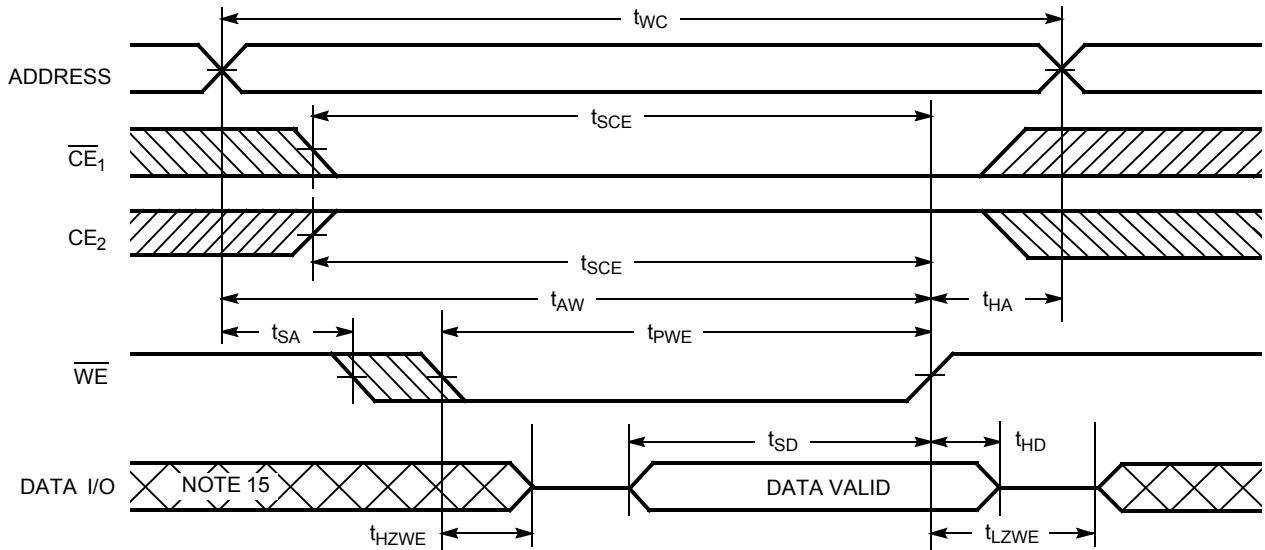 tWC
ADDRESS
tSCE
CE1
CE2
tSCE
tAW
tHA
tSA
tPWE
WE
tSD
tHD
DATA I/O
NOTE 15
DATA VALID
tHZWE
tLZWE